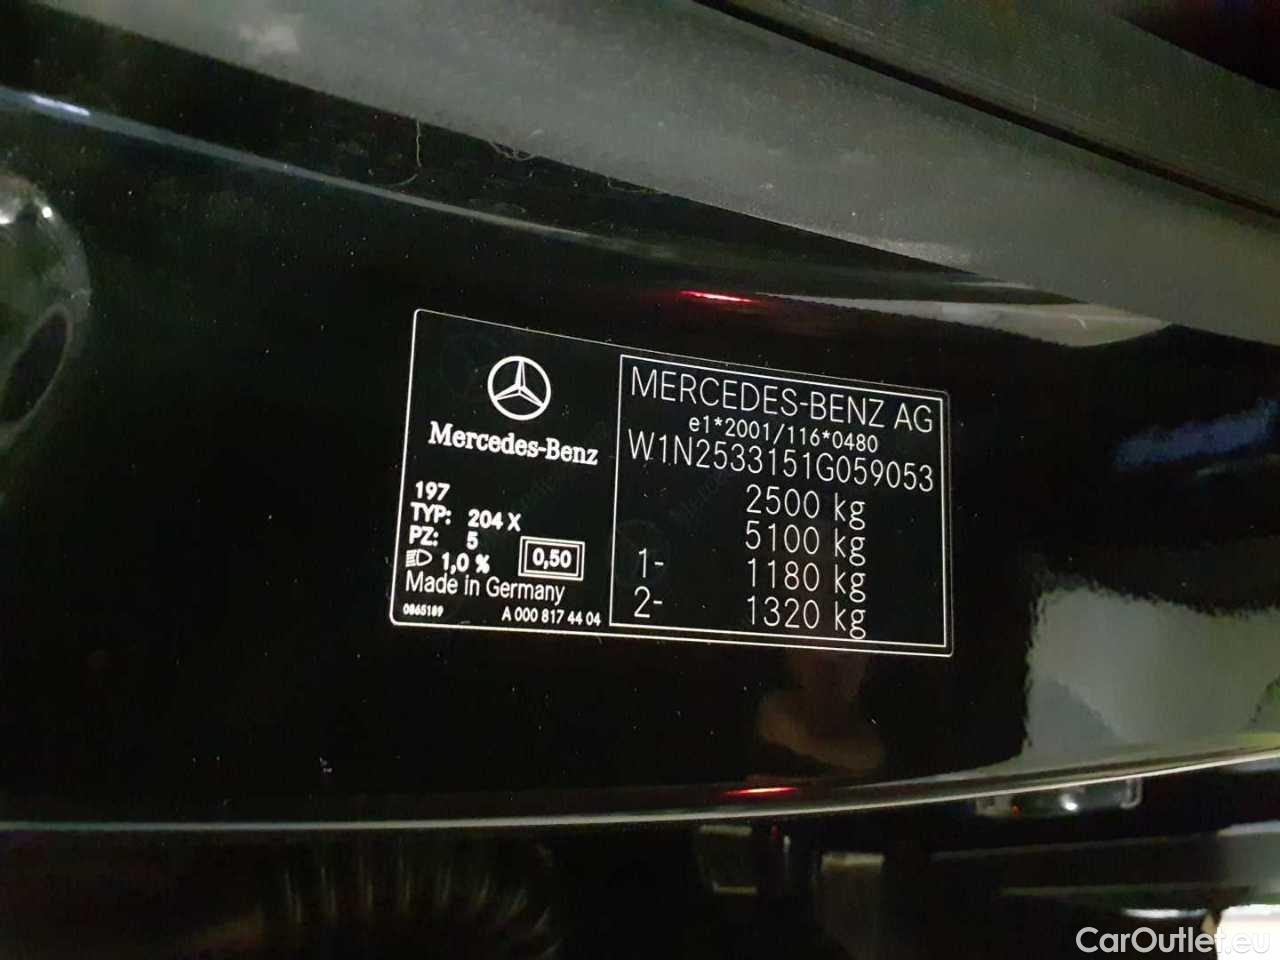 Mercedes-Benz
197
TYP: 204 X
PZ: 5
1,0 %
0,50
Made in Germany
0865189
A 000 817 44 04
MERCEDES-BENZ AG
e1*2001/116*0480
W1N2533151G059053
2500 kg
5100 kg
1- 1180 kg
2- 1320 kg
CarOutlet.eu